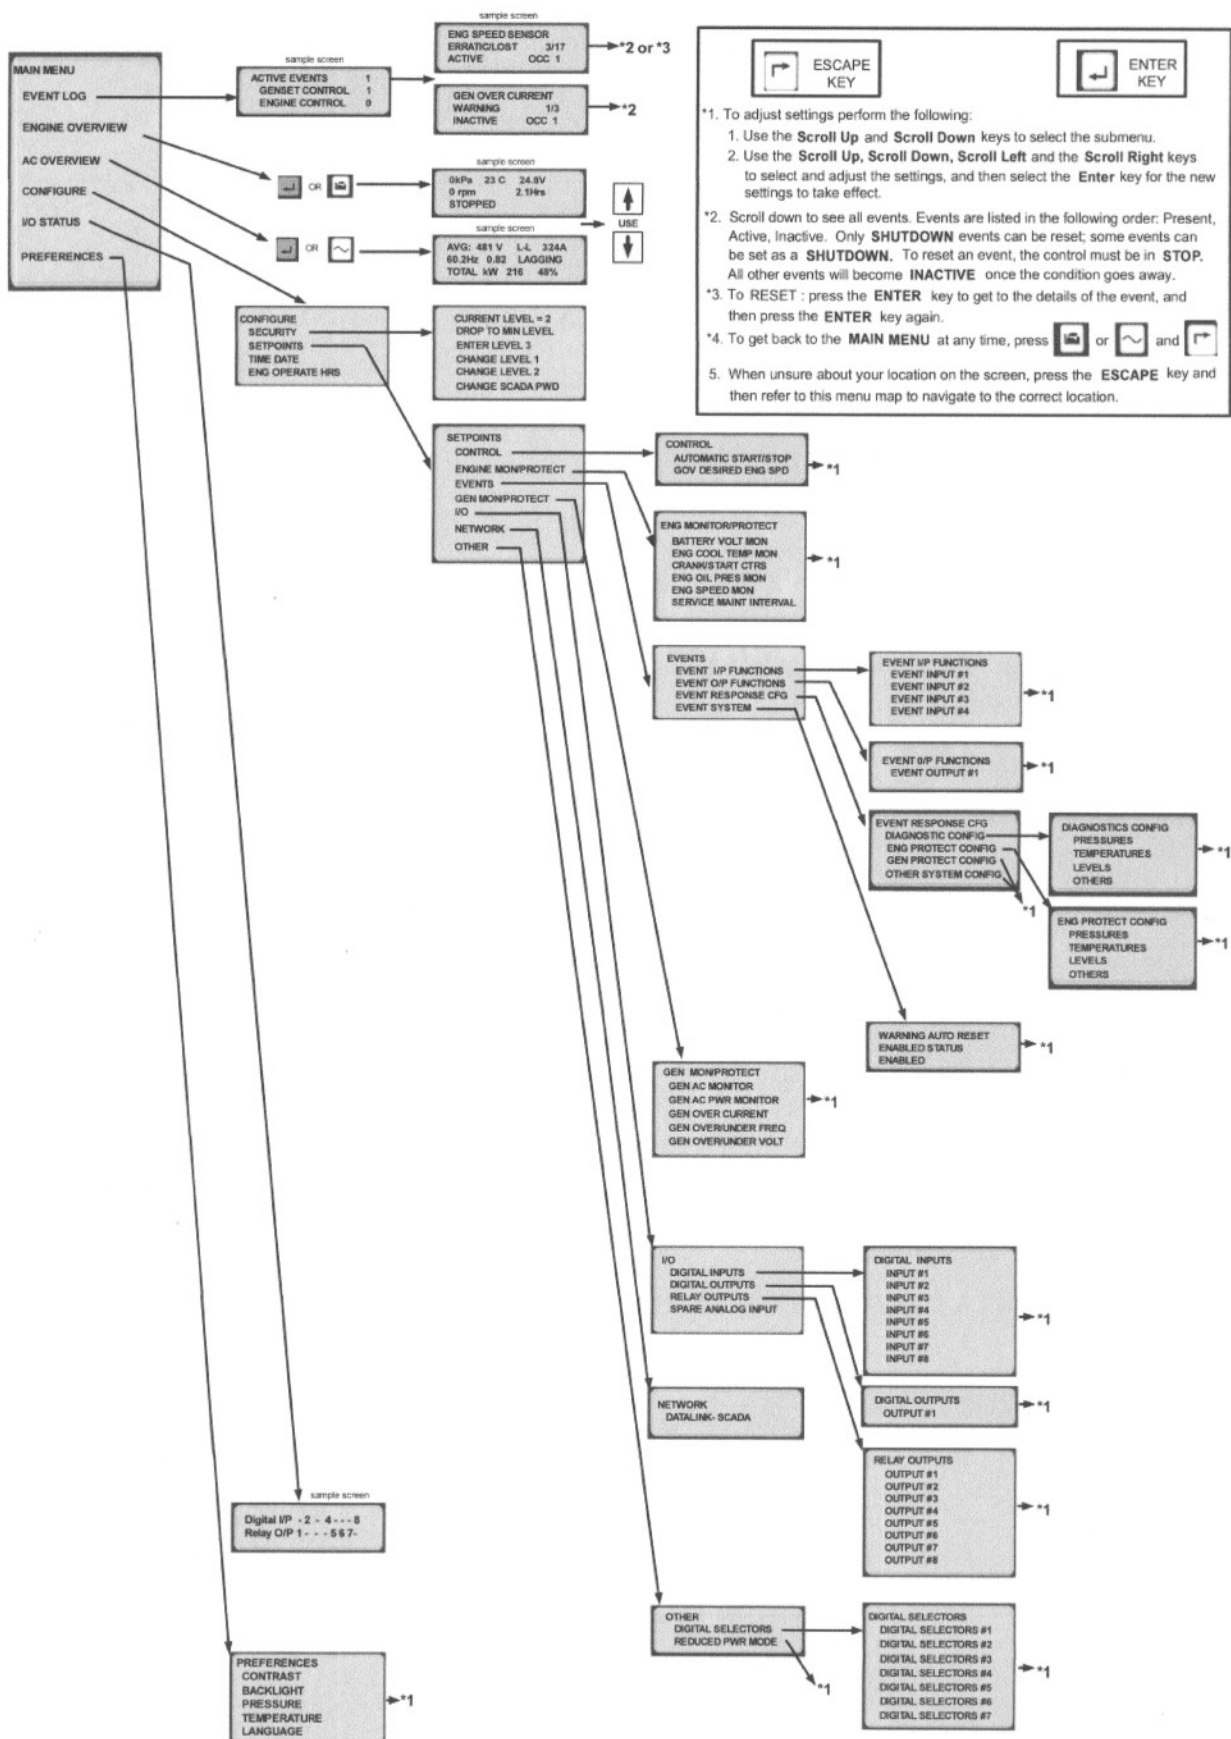 MAIN MENU
EVENT LOG
ENGINE OVERVIEW
AC OVERVIEW
CONFIGURE
I/O STATUS
PREFERENCES
sample screen
ACTIVE EVENTS 1
GENSET CONTROL 1
ENGINE CONTROL 0
sample screen
ENG SPEED SENSOR
ERRATIC/LOST 3/17
ACTIVE OCC 1
*2 or *3
GEN OVER CURRENT
WARNING 1/3
INACTIVE OCC 1
*2
OR
sample screen
0kPa 23 C 24.8V
0 rpm 2.1Hrs
STOPPED
OR
sample screen
AVG: 481 V L-L 324A
60.2Hz 0.82 LAGGING
TOTAL kW 216 48%
USE
ESCAPE
KEY
ENTER
KEY
*1. To adjust settings perform the following:
1. Use the Scroll Up and Scroll Down keys to select the submenu.
2. Use the Scroll Up, Scroll Down, Scroll Left and the Scroll Right keys
to select and adjust the settings, and then select the Enter key for the new
settings to take effect.
*2. Scroll down to see all events. Events are listed in the following order: Present,
Active, Inactive. Only SHUTDOWN events can be reset; some events can
be set as a SHUTDOWN. To reset an event, the control must be in STOP.
All other events will become INACTIVE once the condition goes away.
*3. To RESET : press the ENTER key to get to the details of the event, and
then press the ENTER key again.
*4. To get back to the MAIN MENU at any time, press or and
5. When unsure about your location on the screen, press the ESCAPE key and
then refer to this menu map to navigate to the correct location.
CONFIGURE
SECURITY
SETPOINTS
TIME DATE
ENG OPERATE HRS
CURRENT LEVEL = 2
DROP TO MIN LEVEL
ENTER LEVEL 3
CHANGE LEVEL 1
CHANGE LEVEL 2
CHANGE SCADA PWD
SETPOINTS
CONTROL
ENGINE MON/PROTECT
EVENTS
GEN MON/PROTECT
I/O
NETWORK
OTHER
CONTROL
AUTOMATIC START/STOP
GOV DESIRED ENG SPD
*1
ENG MONITOR/PROTECT
BATTERY VOLT MON
ENG COOL TEMP MON
CRANK/START CTRS
ENG OIL PRES MON
ENG SPEED MON
SERVICE MAINT INTERVAL
*1
EVENTS
EVENT I/P FUNCTIONS
EVENT O/P FUNCTIONS
EVENT RESPONSE CFG
EVENT SYSTEM
EVENT I/P FUNCTIONS
EVENT INPUT #1
EVENT INPUT #2
EVENT INPUT #3
EVENT INPUT #4
*1
EVENT 0/P FUNCTIONS
EVENT OUTPUT #1
*1
EVENT RESPONSE CFG
DIAGNOSTIC CONFIG
ENG PROTECT CONFIG
GEN PROTECT CONFIG
OTHER SYSTEM CONFIG
*1
DIAGNOSTICS CONFIG
PRESSURES
TEMPERATURES
LEVELS
OTHERS
*1
ENG PROTECT CONFIG
PRESSURES
TEMPERATURES
LEVELS
OTHERS
*1
WARNING AUTO RESET
ENABLED STATUS
ENABLED
*1
GEN MON/PROTECT
GEN AC MONITOR
GEN AC PWR MONITOR
GEN OVER CURRENT
GEN OVER/UNDER FREQ
GEN OVER/UNDER VOLT
*1
I/O
DIGITAL INPUTS
DIGITAL OUTPUTS
RELAY OUTPUTS
SPARE ANALOG INPUT
DIGITAL INPUTS
INPUT #1
INPUT #2
INPUT #3
INPUT #4
INPUT #5
INPUT #6
INPUT #7
INPUT #8
*1
NETWORK
DATALINK- SCADA
DIGITAL OUTPUTS
OUTPUT #1
*1
RELAY OUTPUTS
OUTPUT #1
OUTPUT #2
OUTPUT #3
OUTPUT #4
OUTPUT #5
OUTPUT #6
OUTPUT #7
OUTPUT #8
*1
sample screen
Digital I/P - 2 - 4 - - - 8
Relay O/P 1 - - - 5 6 7-
OTHER
DIGITAL SELECTORS
REDUCED PWR MODE
*1
DIGITAL SELECTORS
DIGITAL SELECTORS #1
DIGITAL SELECTORS #2
DIGITAL SELECTORS #3
DIGITAL SELECTORS #4
DIGITAL SELECTORS #5
DIGITAL SELECTORS #6
DIGITAL SELECTORS #7
*1
PREFERENCES
CONTRAST
BACKLIGHT
PRESSURE
TEMPERATURE
LANGUAGE
*1